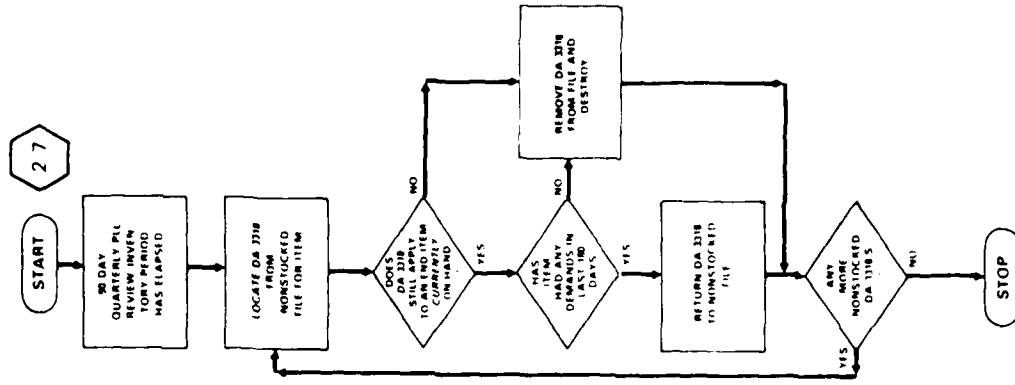 27
START
90 DAY
QUARTERLY PLL
REVIEW INVEN
TORY PERIOD
HAS ELAPSED
LOCATE DA 3318
FROM
NONSTOCKED
FILE FOR ITEM
DOES
DA 3318
STILL APPLY
TO AN END ITEM
CURRENTLY
ON HAND
NO
YES
HAS
ITEM
HAD ANY
DEMANDS IN
LAST 180
DAYS
NO
YES
REMOVE DA 3318
FROM FILE AND
DESTROY
RETURN DA 3318
TO NONSTOCKED
FILE
ANY
MORE
NONSTOCKED
DA 3318'S
YES
NO
STOP